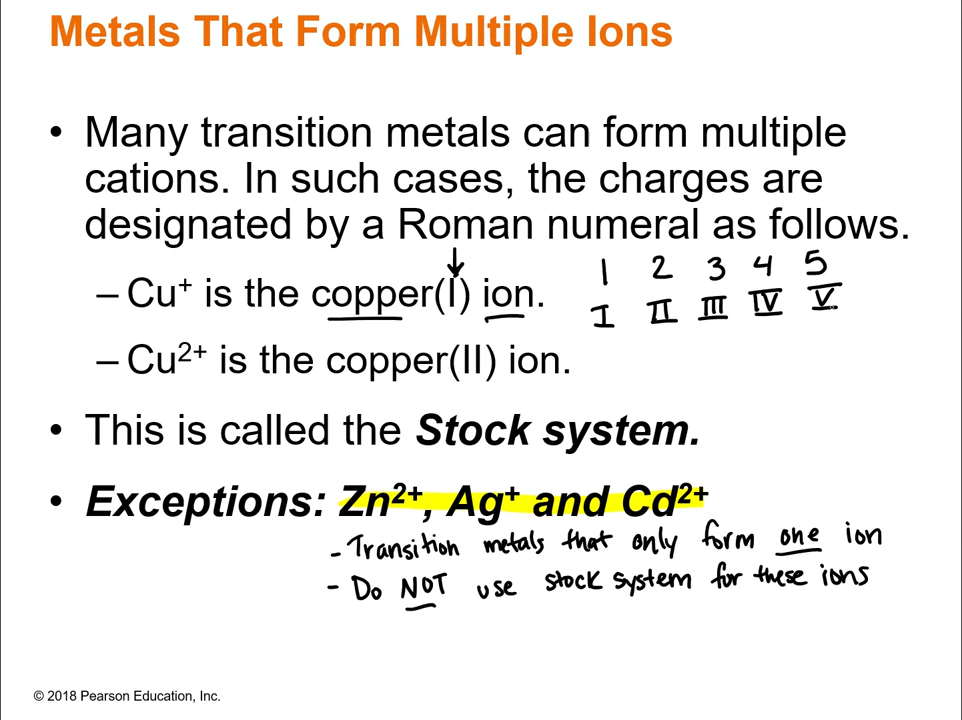 Metals That Form Multiple Ions
• Many transition metals can form multiple
cations. In such cases, the charges are
designated by a Roman numeral as follows.
1 2 3 4 5
– Cu⁺ is the copper(I) ion.
I II III IV V
– Cu²⁺ is the copper(II) ion.
• This is called the Stock system.
• Exceptions: Zn²⁺, Ag⁺ and Cd²⁺
- Transition metals that only form one ion
- Do NOT use stock system for these ions
© 2018 Pearson Education, Inc.